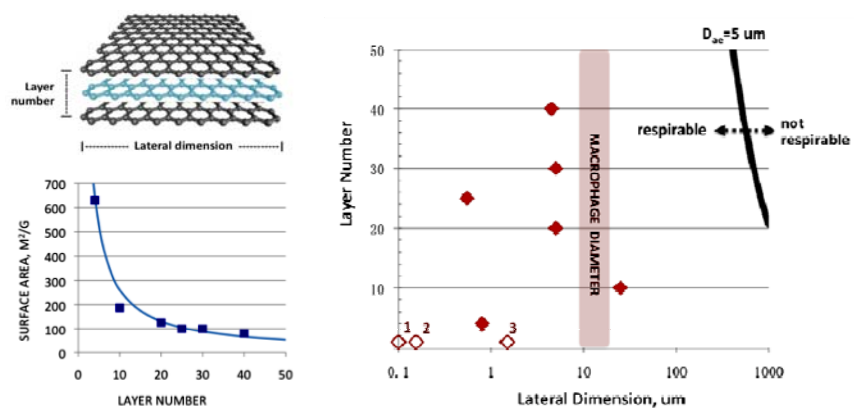 Layer
number
Lateral dimension
700
600
500
400
300
200
100
0
0 10 20 30 40 50
SURFACE AREA, M²/G
LAYER NUMBER
D_ae=5 um
50
40
30
20
10
Layer Number
MACROPHAGE DIAMETER
respirable
not
respirable
1 2 3
0.1 1 10 100 1000
Lateral Dimension, um